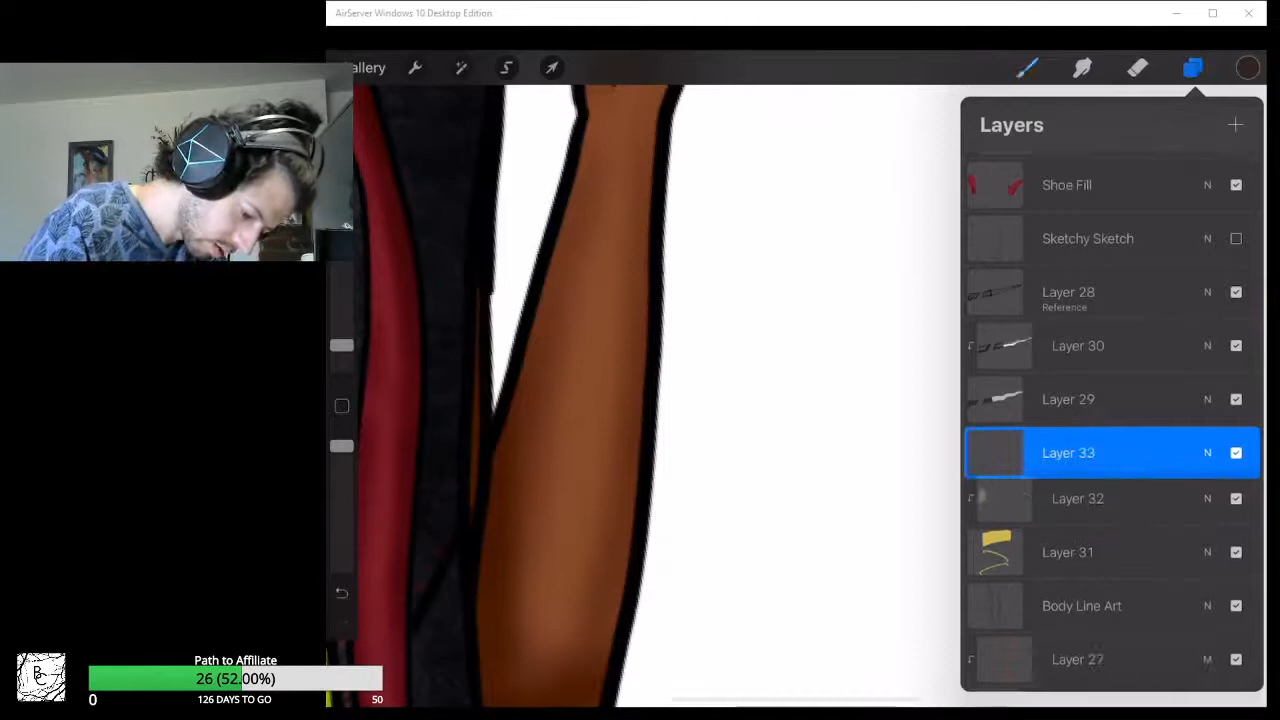 AirServer Windows 10 Desktop Edition
allery
Layers
Shoe Fill N
Sketchy Sketch N
Layer 28 N
Reference
Layer 30 N
Layer 29 N
Layer 33 N
Layer 32 N
Layer 31 N
Body Line Art N
Layer 27 M
Path to Affiliate
26 (52.00%)
0 126 DAYS TO GO 50